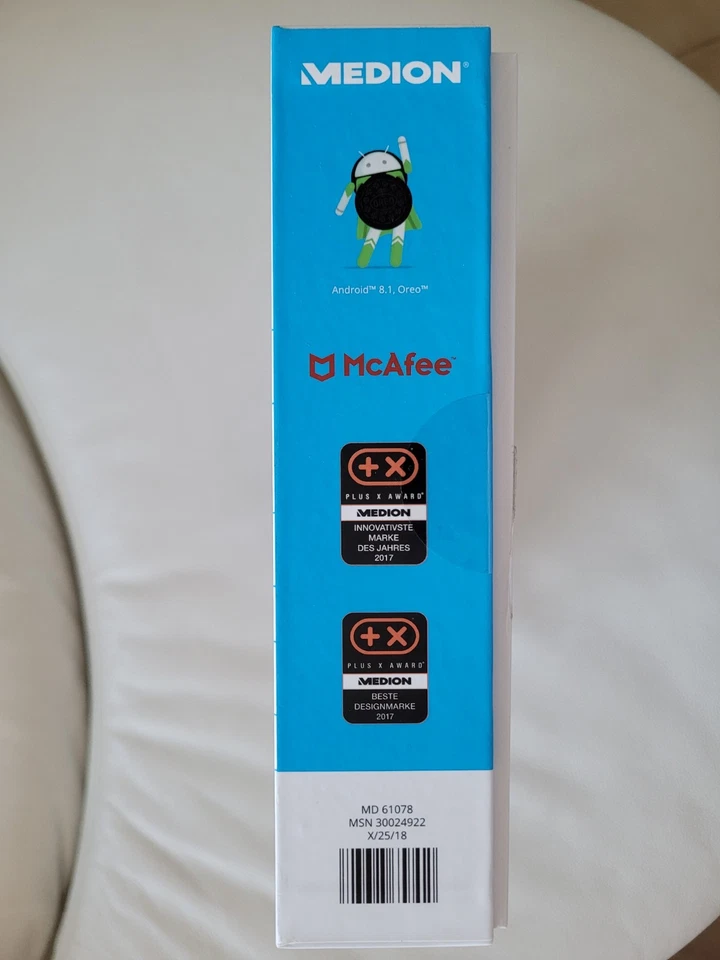 MEDION®
Android™ 8.1, Oreo™
McAfee™
PLUS X AWARD®
MEDION
INNOVATIVSTE
MARKE
DES JAHRES
2017
PLUS X AWARD®
MEDION
BESTE
DESIGNMARKE
2017
MD 61078
MSN 30024922
X/25/18